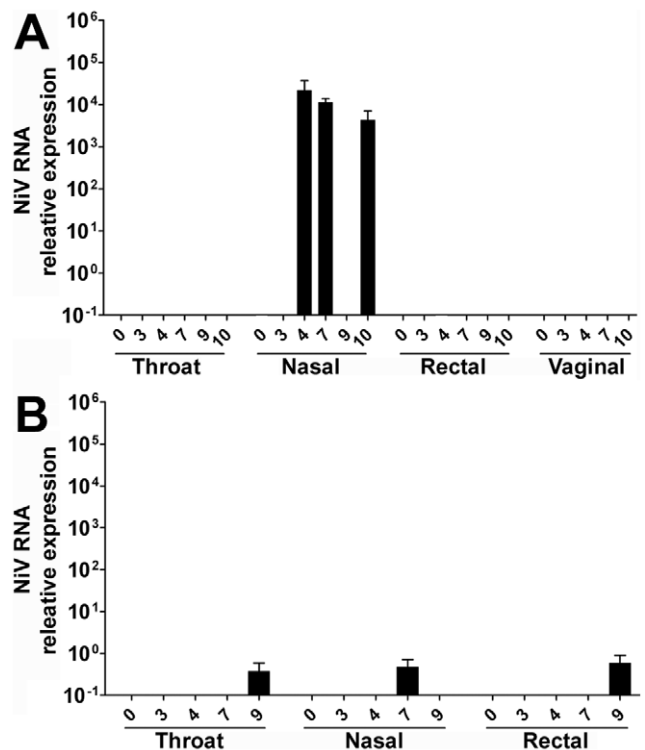 A
NiV RNA
releative expression
10^6
10^5
10^4
10^3
10^2
10^1
10^0
10^-1
0 3 4 7 9 10 0 3 4 7 9 10 0 3 4 7 9 10 0 3 4 7 10
Throat Nasal Rectal Vaginal
B
NiV RNA
releative expression
10^6
10^5
10^4
10^3
10^2
10^1
10^0
10^-1
0 3 4 7 9 0 3 4 7 9 0 3 4 7 9
Throat Nasal Rectal